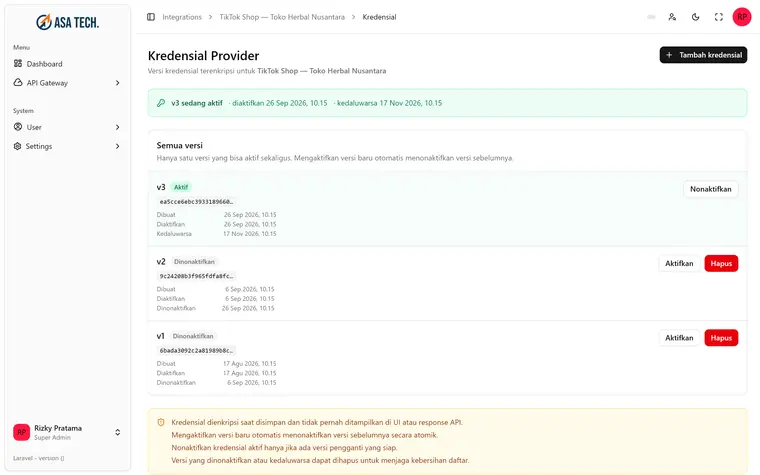 ASA TECH.
Menu
Dashboard
API Gateway
System
User
Settings
Rizky Pratama
Super Admin
RP
Laravel - version ()
Integrations > TikTok Shop — Toko Herbal Nusantara > Kredensial
RP
Kredensial Provider
Versi kredensial terenkripsi untuk TikTok Shop — Toko Herbal Nusantara
+ Tambah kredensial
v3 sedang aktif · diaktifkan 26 Sep 2026, 10.15 · kedaluwarsa 17 Nov 2026, 10.15
Semua versi
Hanya satu versi yang bisa aktif sekaligus. Mengaktifkan versi baru otomatis menonaktifkan versi sebelumnya.
v3 Aktif
ea5cce6ebc3933189660…
Dibuat 26 Sep 2026, 10.15
Diaktifkan 26 Sep 2026, 10.15
Kedaluwarsa 17 Nov 2026, 10.15
Nonaktifkan
v2 Dinonaktifkan
9c24208b3f965fdfa8fc…
Dibuat 6 Sep 2026, 10.15
Diaktifkan 6 Sep 2026, 10.15
Dinonaktifkan 26 Sep 2026, 10.15
Aktifkan Hapus
v1 Dinonaktifkan
6bada3092c2a81989b8c…
Dibuat 17 Agu 2026, 10.15
Diaktifkan 17 Agu 2026, 10.15
Dinonaktifkan 6 Sep 2026, 10.15
Aktifkan Hapus
Kredensial dienkripsi saat disimpan dan tidak pernah ditampilkan di UI atau response API.
Mengaktifkan versi baru otomatis menonaktifkan versi sebelumnya secara atomik.
Nonaktifkan kredensial aktif hanya jika ada versi pengganti yang siap.
Versi yang dinonaktifkan atau kedaluwarsa dapat dihapus untuk menjaga kebersihan daftar.